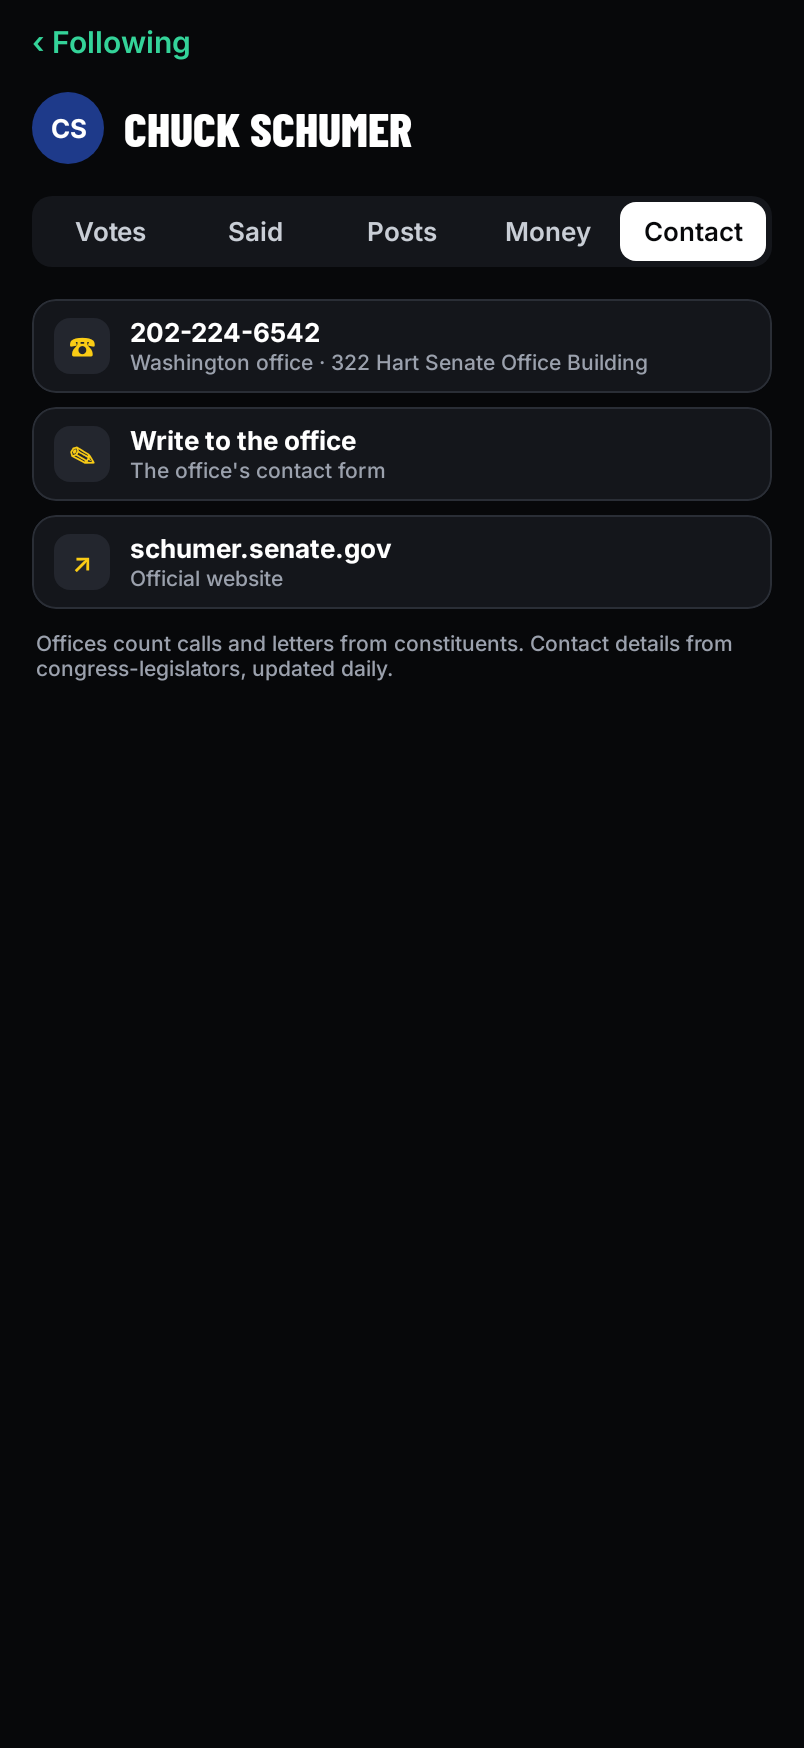 ‹ Following
CS
CHUCK SCHUMER
Votes Said Posts Money Contact
202-224-6542
Washington office · 322 Hart Senate Office Building
Write to the office
The office's contact form
schumer.senate.gov
Official website
Offices count calls and letters from constituents. Contact details from
congress-legislators, updated daily.